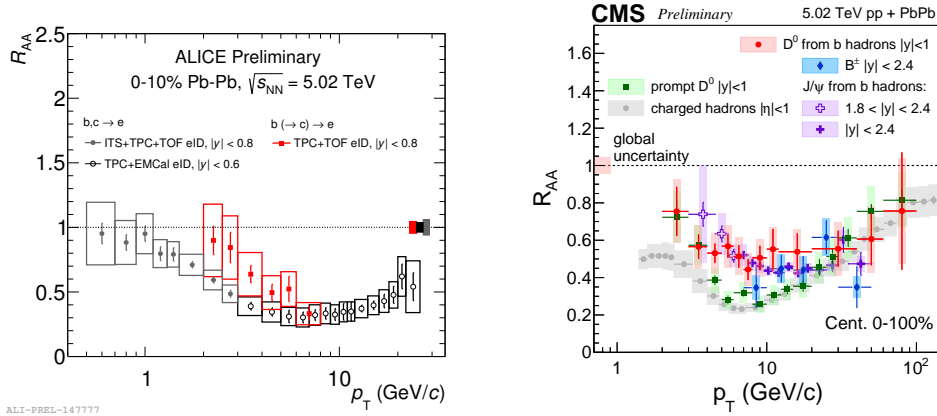 ALICE Preliminary
0-10% Pb-Pb, √s_NN = 5.02 TeV
b,c → e
ITS+TPC+TOF eID, |y| < 0.8
TPC+EMCal eID, |y| < 0.6
b (→ c) → e
TPC+TOF eID, |y| < 0.8
R_AA
2.5
2
1.5
1
0.5
0
1
10
p_T (GeV/c)
ALI-PREL-147777
CMS Preliminary
5.02 TeV pp + PbPb
D⁰ from b hadrons |y|<1
B± |y| < 2.4
J/ψ from b hadrons:
1.8 < |y| < 2.4
|y| < 2.4
prompt D⁰ |y|<1
charged hadrons |η|<1
global
uncertainty
R_AA
1.6
1.4
1.2
1
0.8
0.6
0.4
0.2
0
Cent. 0-100%
1
10
10²
p_T (GeV/c)